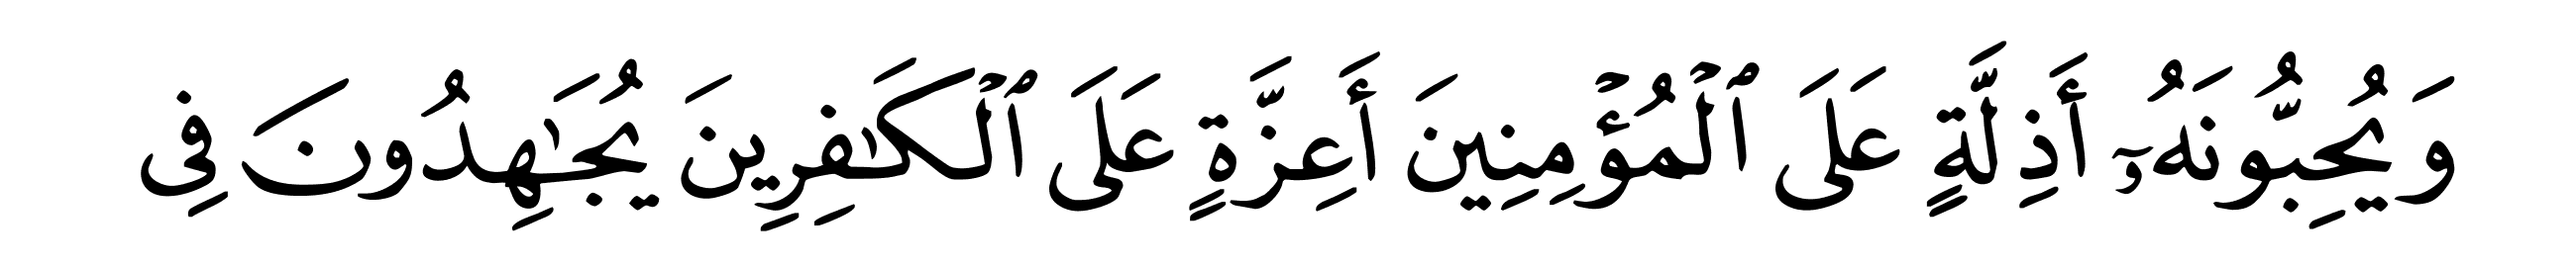 وَيُحِبُّونَهُۥٓ أَذِلَّةٍ عَلَى ٱلْمُؤْمِنِينَ أَعِزَّةٍ عَلَى ٱلْكَـٰفِرِينَ يُجَـٰهِدُونَ فِى